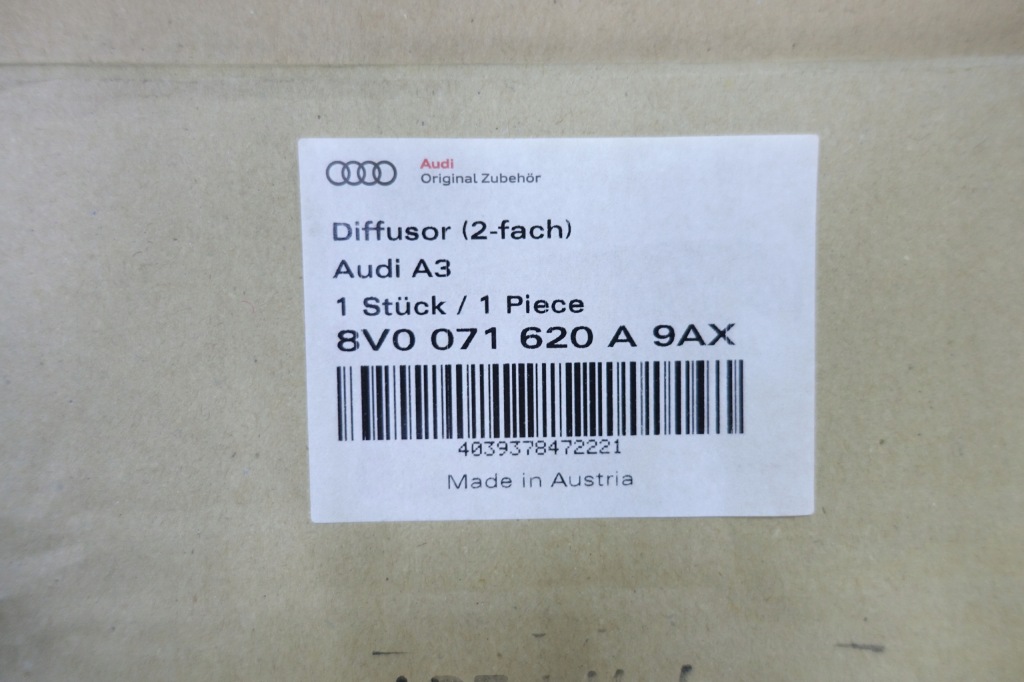 Audi
Original Zubehör
Diffusor (2-fach)
Audi A3
1 Stück / 1 Piece
8V0 071 620 A 9AX
4039378472221
Made in Austria